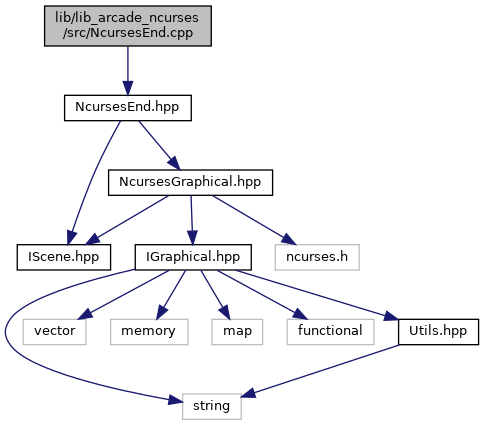 lib/lib_arcade_ncurses
/src/NcursesEnd.cpp
NcursesEnd.hpp
NcursesGraphical.hpp
IScene.hpp
IGraphical.hpp
ncurses.h
vector
memory
map
functional
Utils.hpp
string